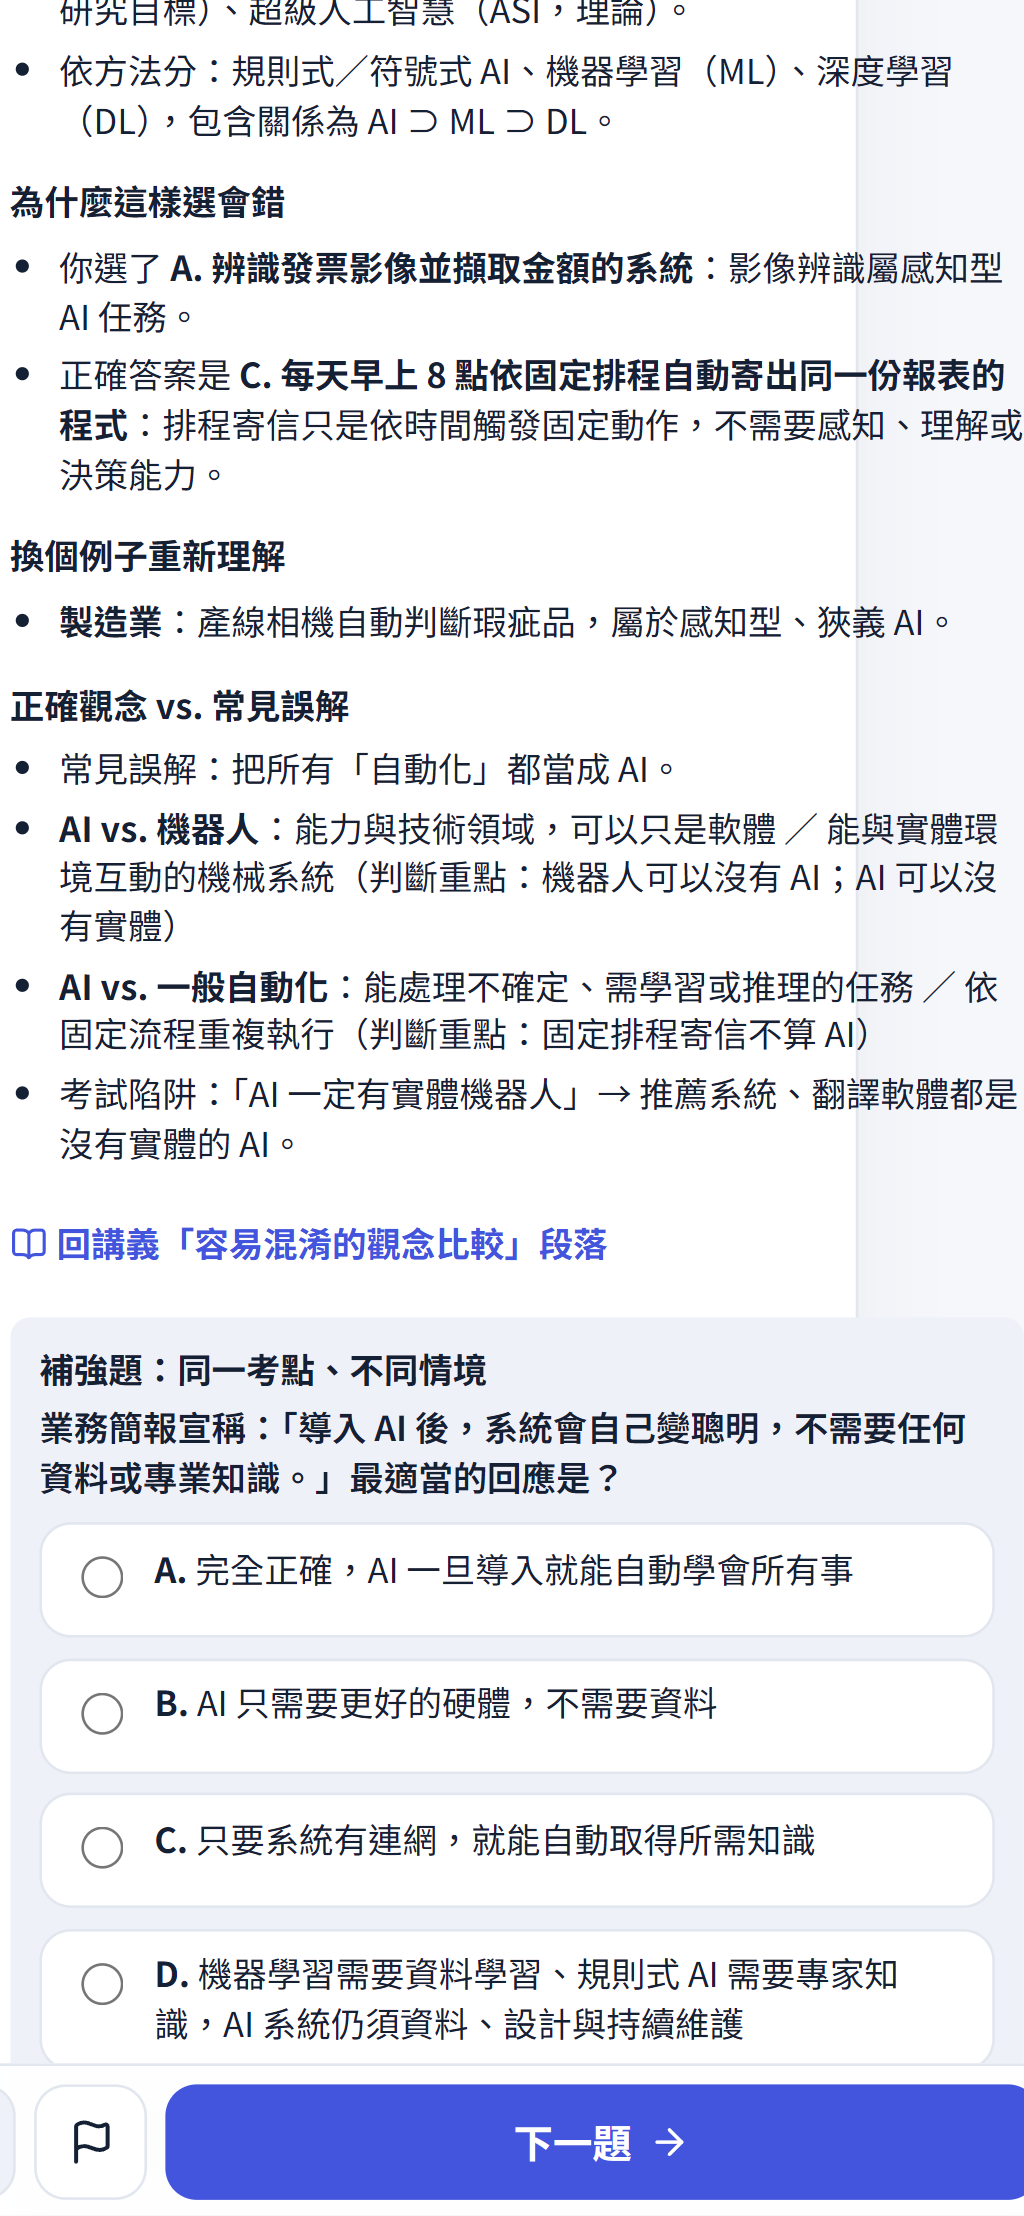 研究目標）、超級人工智慧（ASI，理論）。
依方法分：規則式／符號式 AI、機器學習（ML）、深度學習
（DL），包含關係為 AI ⊃ ML ⊃ DL。
為什麼這樣選會錯
你選了 A. 辨識發票影像並擷取金額的系統：影像辨識屬感知型
AI 任務。
正確答案是 C. 每天早上 8 點依固定排程自動寄出同一份報表的
程式：排程寄信只是依時間觸發固定動作，不需要感知、理解或
決策能力。
換個例子重新理解
製造業：產線相機自動判斷瑕疵品，屬於感知型、狹義 AI。
正確觀念 vs. 常見誤解
常見誤解：把所有「自動化」都當成 AI。
AI vs. 機器人：能力與技術領域，可以只是軟體 ／ 能與實體環
境互動的機械系統（判斷重點：機器人可以沒有 AI；AI 可以沒
有實體）
AI vs. 一般自動化：能處理不確定、需學習或推理的任務 ／ 依
固定流程重複執行（判斷重點：固定排程寄信不算 AI）
考試陷阱：「AI 一定有實體機器人」→ 推薦系統、翻譯軟體都是
沒有實體的 AI。
回講義「容易混淆的觀念比較」段落
補強題：同一考點、不同情境
業務簡報宣稱：「導入 AI 後，系統會自己變聰明，不需要任何
資料或專業知識。」最適當的回應是？
A. 完全正確，AI 一旦導入就能自動學會所有事
B. AI 只需要更好的硬體，不需要資料
C. 只要系統有連網，就能自動取得所需知識
D. 機器學習需要資料學習、規則式 AI 需要專家知
識，AI 系統仍須資料、設計與持續維護
下一題 →